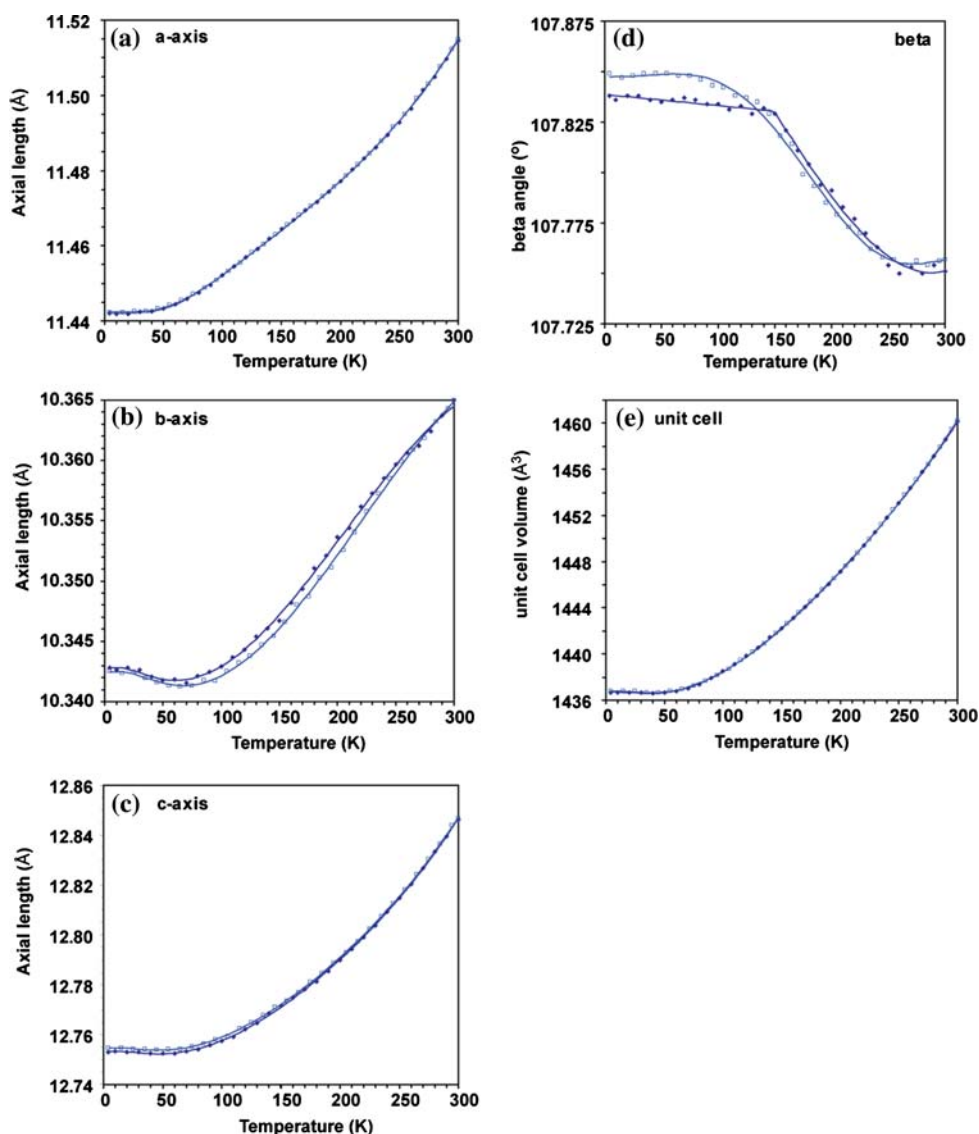 (a) a-axis
11.52
11.50
11.48
11.46
11.44
Axial length (Å)
0 50 100 150 200 250 300
Temperature (K)
(b) b-axis
10.365
10.360
10.355
10.350
10.345
10.340
Axial length (Å)
0 50 100 150 200 250 300
Temperature (K)
(c) c-axis
12.86
12.84
12.82
12.80
12.78
12.76
12.74
Axial length (Å)
0 50 100 150 200 250 300
Temperature (K)
(d) beta
107.875
107.825
107.775
107.725
beta angle (°)
0 50 100 150 200 250 300
Temperature (K)
(e) unit cell
1460
1456
1452
1448
1444
1440
1436
unit cell volume (Å³)
0 50 100 150 200 250 300
Temperature (K)